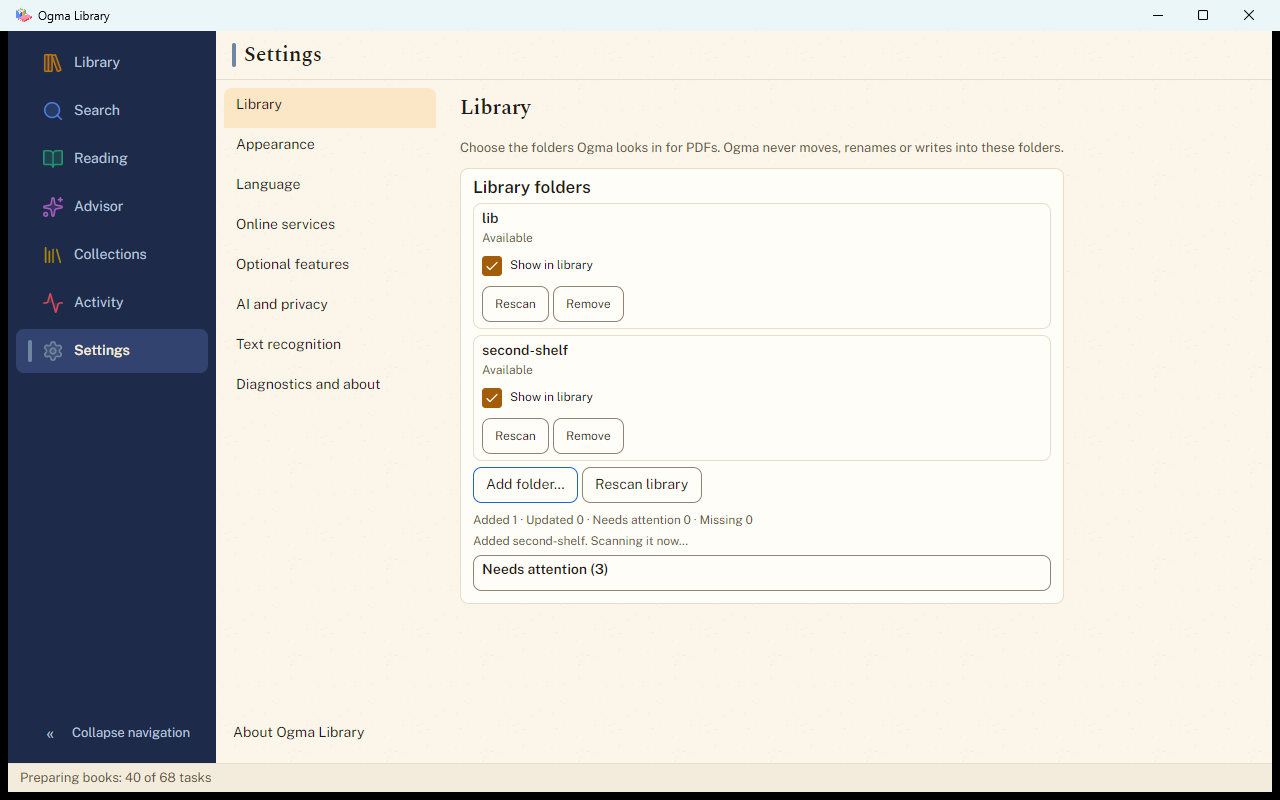 Ogma Library
Library
Search
Reading
Advisor
Collections
Activity
Settings
« Collapse navigation
Settings
Library
Appearance
Language
Online services
Optional features
AI and privacy
Text recognition
Diagnostics and about
About Ogma Library
Library
Choose the folders Ogma looks in for PDFs. Ogma never moves, renames or writes into these folders.
Library folders
lib
Available
Show in library
Rescan Remove
second-shelf
Available
Show in library
Rescan Remove
Add folder... Rescan library
Added 1 · Updated 0 · Needs attention 0 · Missing 0
Added second-shelf. Scanning it now...
Needs attention (3)
Preparing books: 40 of 68 tasks